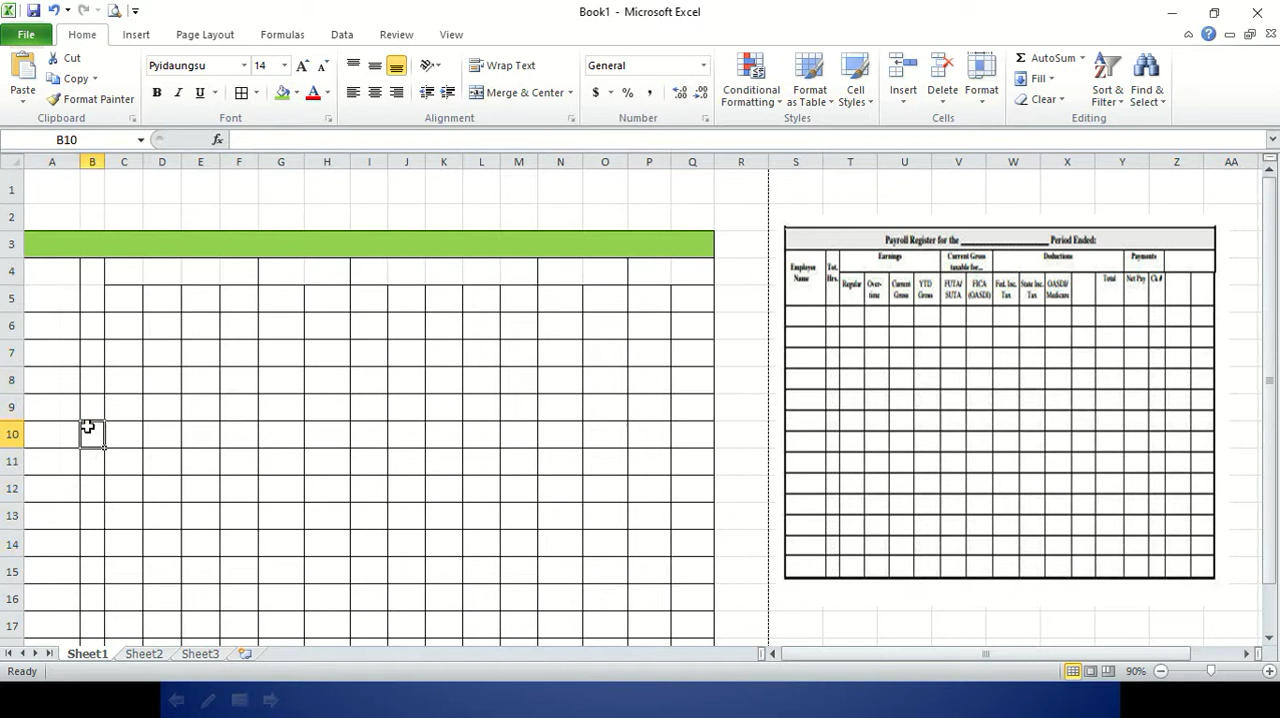 Book1 - Microsoft Excel
File Home Insert Page Layout Formulas Data Review View
Paste
Cut
Copy
Format Painter
Clipboard
Pyidaungsu 14
B I U
Font
Wrap Text
Merge & Center
Alignment
General
$ % ,
Number
Conditional Formatting
Format as Table
Cell Styles
Styles
Insert Delete Format
Cells
AutoSum
Fill
Clear
Sort & Filter
Find & Select
Editing
B10 fx
A B C D E F G H I J K L M N O P Q R S T U V W X Y Z AA
1
2
3
4
5
6
7
8
9
10
11
12
13
14
15
16
17
Payroll Register for the Period Ended:
Employee Name
Tot. Hrs.
Earnings
Current Gross taxable for...
Deductions
Payments
Regular
Over-time
Current Gross
YTD Gross
FUTA/ SUTA
FICA (OASDI)
Fed. Inc. Tax
State Inc. Tax
OASDI/ Medicare
Total
Net Pay
Ck #
Sheet1 Sheet2 Sheet3
Ready 90%